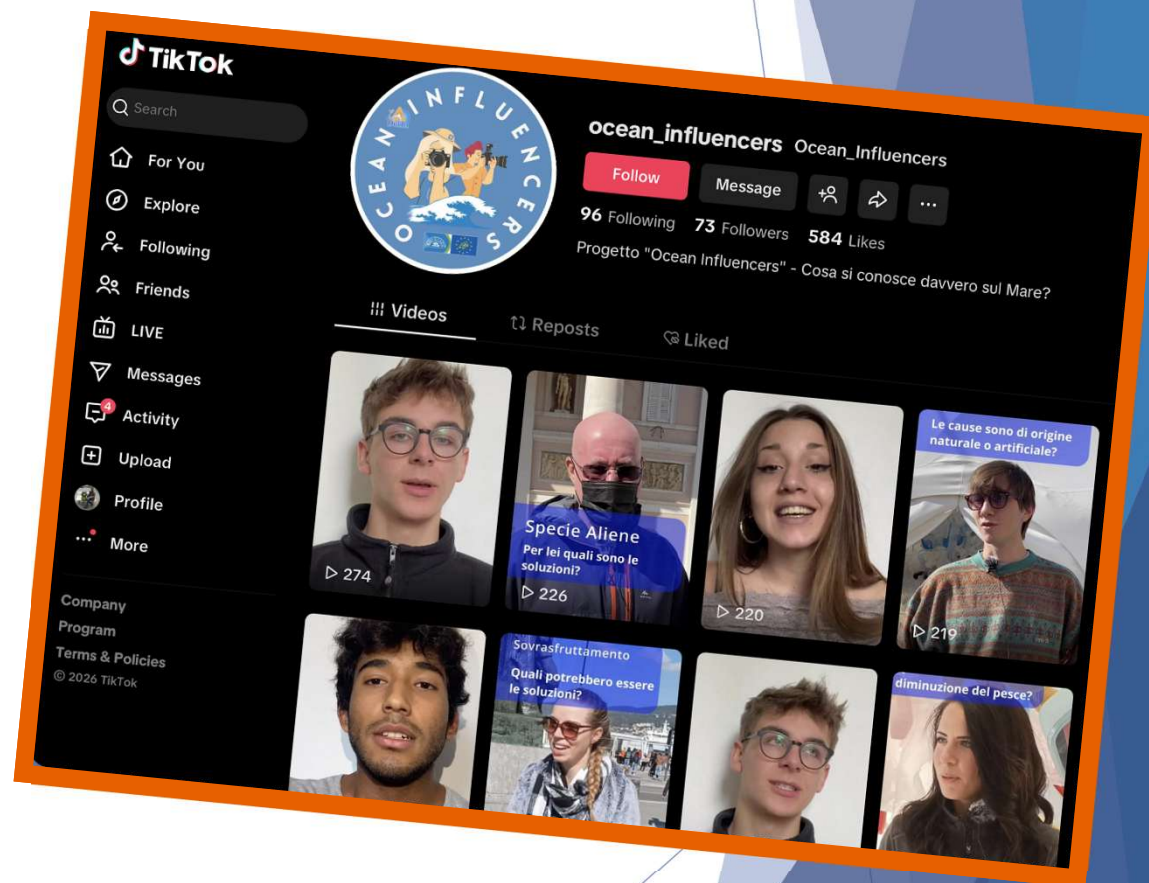 TikTok
Search
For You
Explore
Following
Friends
LIVE
Messages
4
Activity
Upload
Profile
More
Company
Program
Terms & Policies
© 2026 TikTok
OCEAN INFLUENCERS
ocean_influencers Ocean_Influencers
Follow Message
96 Following 73 Followers 584 Likes
Progetto "Ocean Influencers" - Cosa si conosce davvero sul Mare?
Videos Reposts Liked
274
Specie Aliene
Per lei quali sono le
soluzioni?
226
220
Le cause sono di origine
naturale o artificiale?
219
Sovrasfruttamento
Quali potrebbero essere
le soluzioni?
diminuzione del pesce?